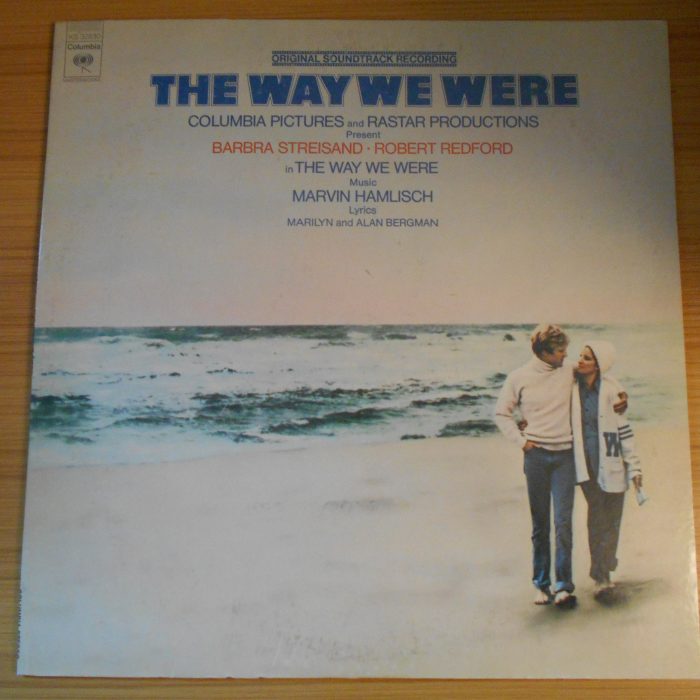 Columbia
ORIGINAL SOUNDTRACK RECORDING
THE WAY WE WERE
COLUMBIA PICTURES and RASTAR PRODUCTIONS
Present
BARBRA STREISAND · ROBERT REDFORD
in THE WAY WE WERE
Music
MARVIN HAMLISCH
Lyrics
MARILYN and ALAN BERGMAN